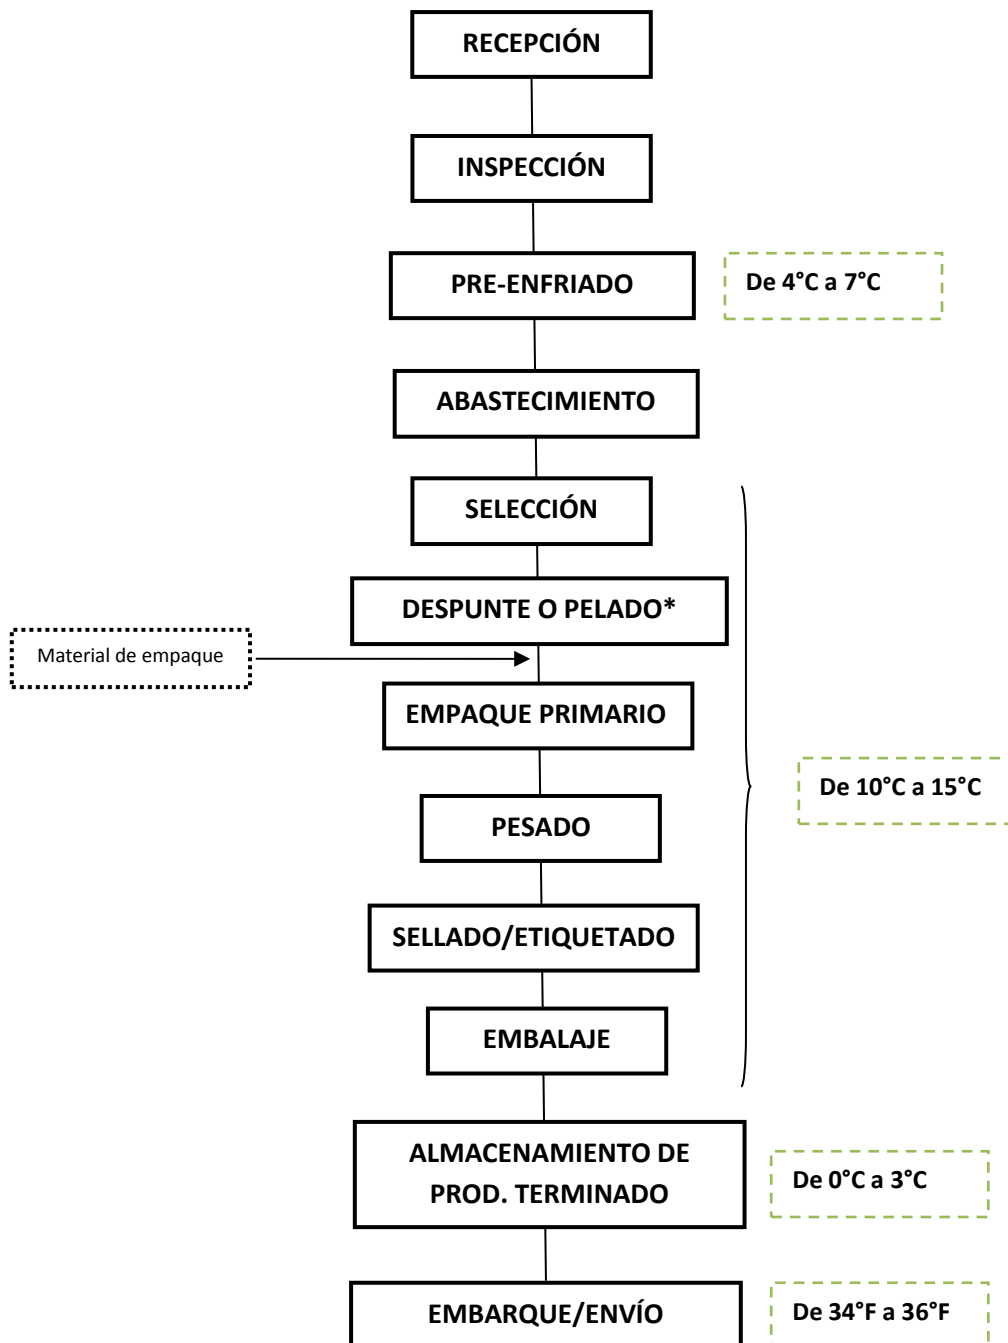 RECEPCIÓN
INSPECCIÓN
PRE-ENFRIADO
De 4°C a 7°C
ABASTECIMIENTO
SELECCIÓN
DESPUNTE O PELADO*
Material de empaque
EMPAQUE PRIMARIO
De 10°C a 15°C
PESADO
SELLADO/ETIQUETADO
EMBALAJE
ALMACENAMIENTO DE
PROD. TERMINADO
De 0°C a 3°C
EMBARQUE/ENVÍO
De 34°F a 36°F